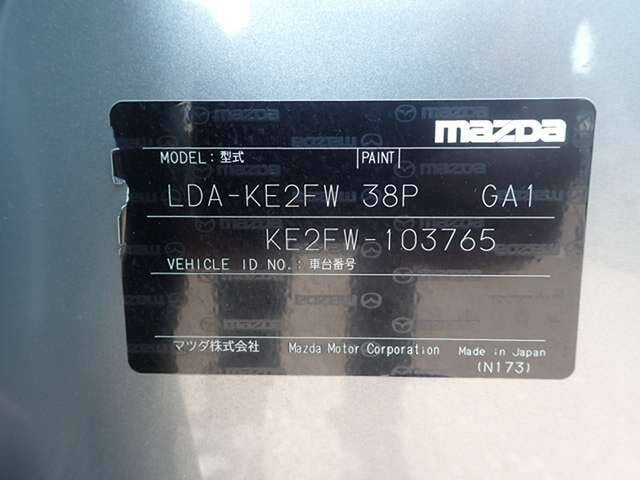 mazda
MODEL: 型式 PAINT
LDA-KE2FW 38P GA1
KE2FW-103765
VEHICLE ID NO.: 車台番号
マツダ株式会社 Mazda Motor Corporation Made in Japan
(N173)